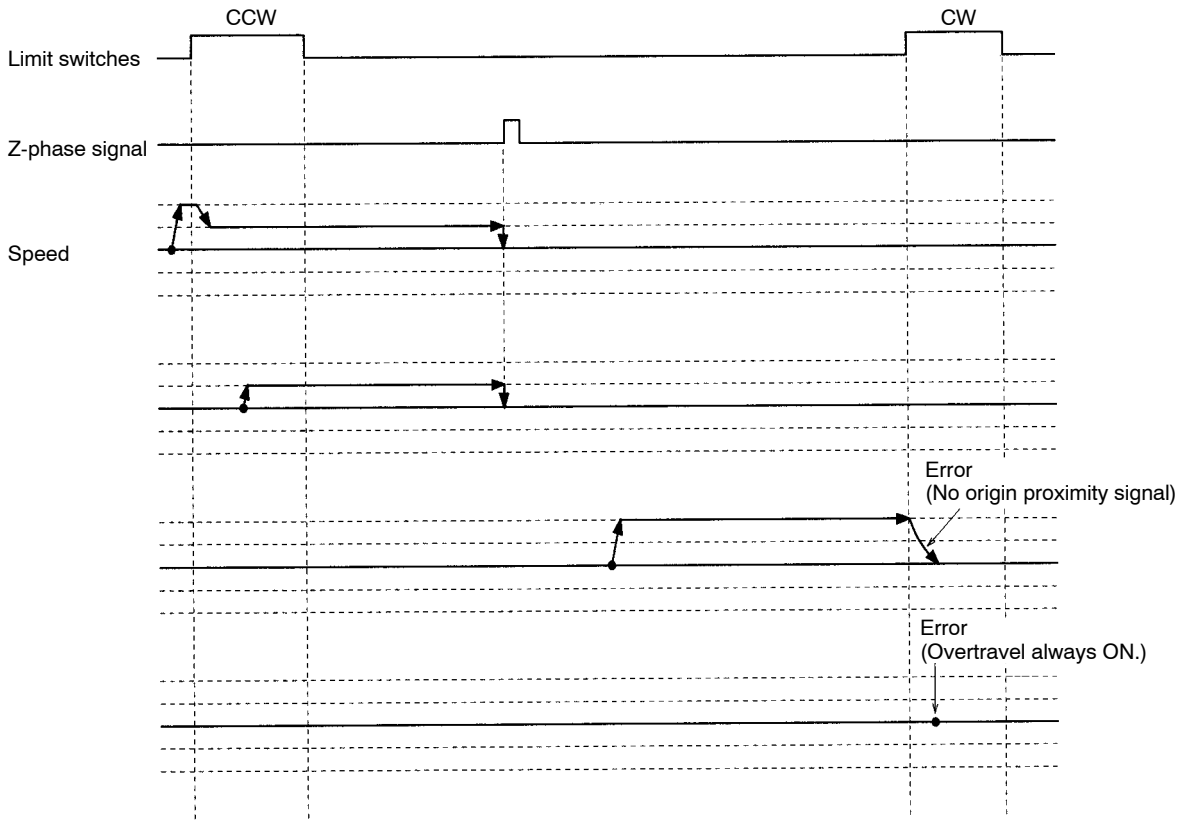 CCW
CW
Limit switches
Z-phase signal
Speed
Error
(No origin proximity signal)
Error
(Overtravel always ON.)